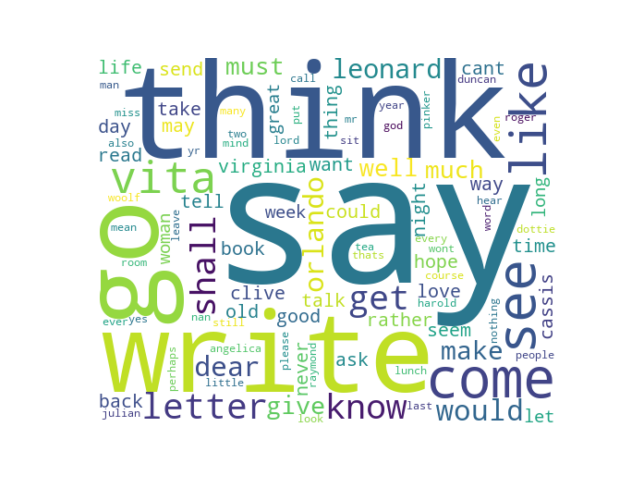 life send must leonard cant
man think call duncan
miss take many great thing mr year pinker even roger
day may two put god like
also mind lord sit
read yr virginia want well much way
vita tell say night hear long
woolf week orlando could word
go woman leave book every dottie
mean shall tea wont time
room thats hope course
clive talk get love see cassis
old good harold
rather seem nothing
every yes nan still write make people
perhaps angelica please never raymond ask
dear lunch come
little
back letter give know last would let
julian look